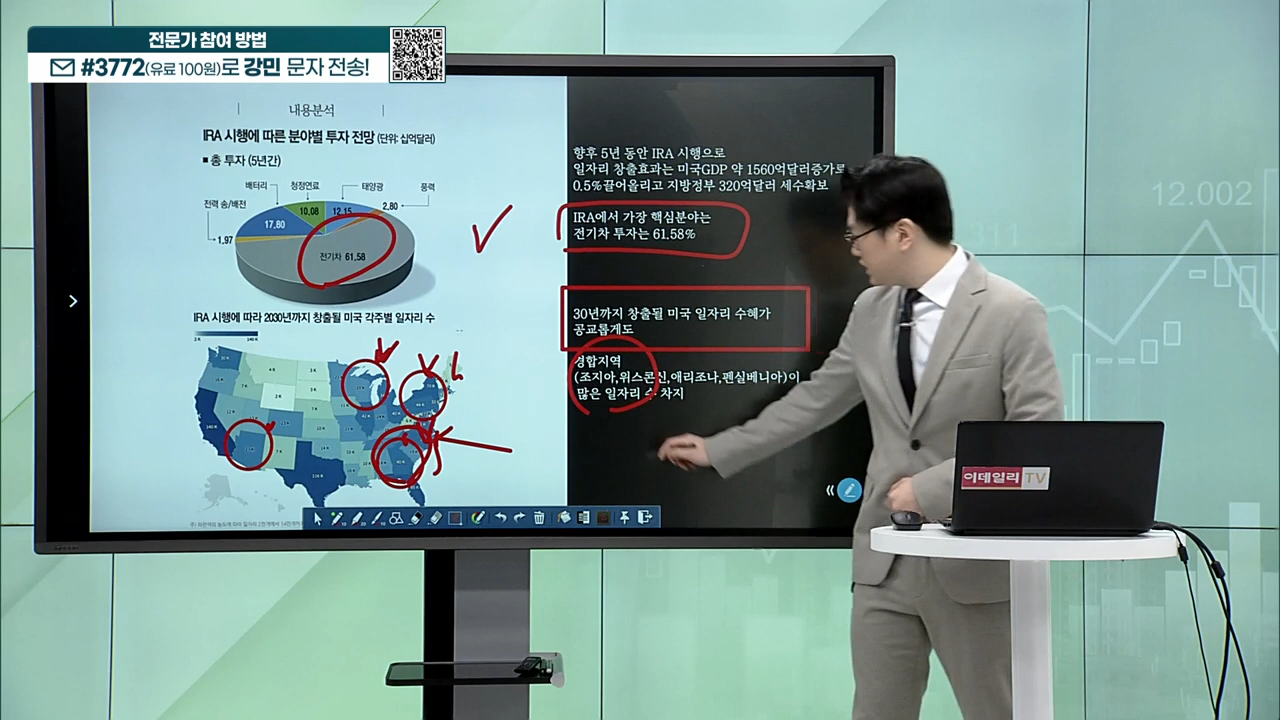 전문가 참여 방법
#3772(유료 100원)로 강민 문자 전송!
내용분석
IRA 시행에 따른 분야별 투자 전망 (단위: 십억달러)
■ 총 투자 (5년간)
배터리
청정연료
태양광
풍력
전력 송/배전
10,08
12,15
2,80
17,80
1,97
전기차 61,58
IRA 시행에 따라 2030년까지 창출될 미국 각주별 일자리 수
2 K
140 K
향후 5년 동안 IRA 시행으로
일자리 창출효과는 미국GDP 약 1560억달러증가로
0.5%끌어올리고 지방정부 320억달러 세수확보
IRA에서 가장 핵심분야는
전기차 투자는 61.58%
30년까지 창출될 미국 일자리 수혜가
공교롭게도
경합지역
(조지아,위스콘신,애리조나,펜실베니아)이
많은 일자리 수 차지
12.002
311
이데일리 TV